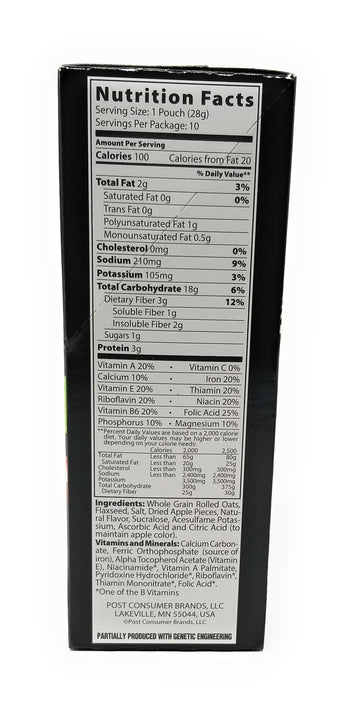 Nutrition Facts
Serving Size: 1 Pouch (28g)
Servings Per Package: 10
Amount Per Serving
Calories 100 Calories from Fat 20
% Daily Value**
Total Fat 2g 3%
Saturated Fat 0g 0%
Trans Fat 0g
Polyunsaturated Fat 1g
Monounsaturated Fat 0.5g
Cholesterol 0mg 0%
Sodium 210mg 9%
Potassium 105mg 3%
Total Carbohydrate 18g 6%
Dietary Fiber 3g 12%
Soluble Fiber 1g
Insoluble Fiber 2g
Sugars 1g
Protein 3g
Vitamin A 20% • Vitamin C 0%
Calcium 10% • Iron 20%
Vitamin E 20% • Thiamin 20%
Riboflavin 20% • Niacin 20%
Vitamin B6 20% • Folic Acid 25%
Phosphorus 10% • Magnesium 10%
**Percent Daily Values are based on a 2,000 calorie
diet. Your daily values may be higher or lower
depending on your calorie needs:
Calories 2,000 2,500
Total Fat Less than 65g 80g
Saturated Fat Less than 20g 25g
Cholesterol Less than 300mg 300mg
Sodium Less than 2,400mg 2,400mg
Potassium 3,500mg 3,500mg
Total Carbohydrate 300g 375g
Dietary Fiber 25g 30g
Ingredients: Whole Grain Rolled Oats,
Flaxseed, Salt, Dried Apple Pieces, Natu-
ral Flavor, Sucralose, Acesulfame Potas-
sium, Ascorbic Acid and Citric Acid (to
maintain apple color).
Vitamins and Minerals: Calcium Carbon-
ate, Ferric Orthophosphate (source of
iron), Alpha Tocopherol Acetate (Vitamin
E), Niacinamide*, Vitamin A Palmitate,
Pyridoxine Hydrochloride*, Riboflavin*,
Thiamin Mononitrate*, Folic Acid*.
*One of the B Vitamins
POST CONSUMER BRANDS, LLC
LAKEVILLE, MN 55044, USA
©Post Consumer Brands, LLC
PARTIALLY PRODUCED WITH GENETIC ENGINEERING